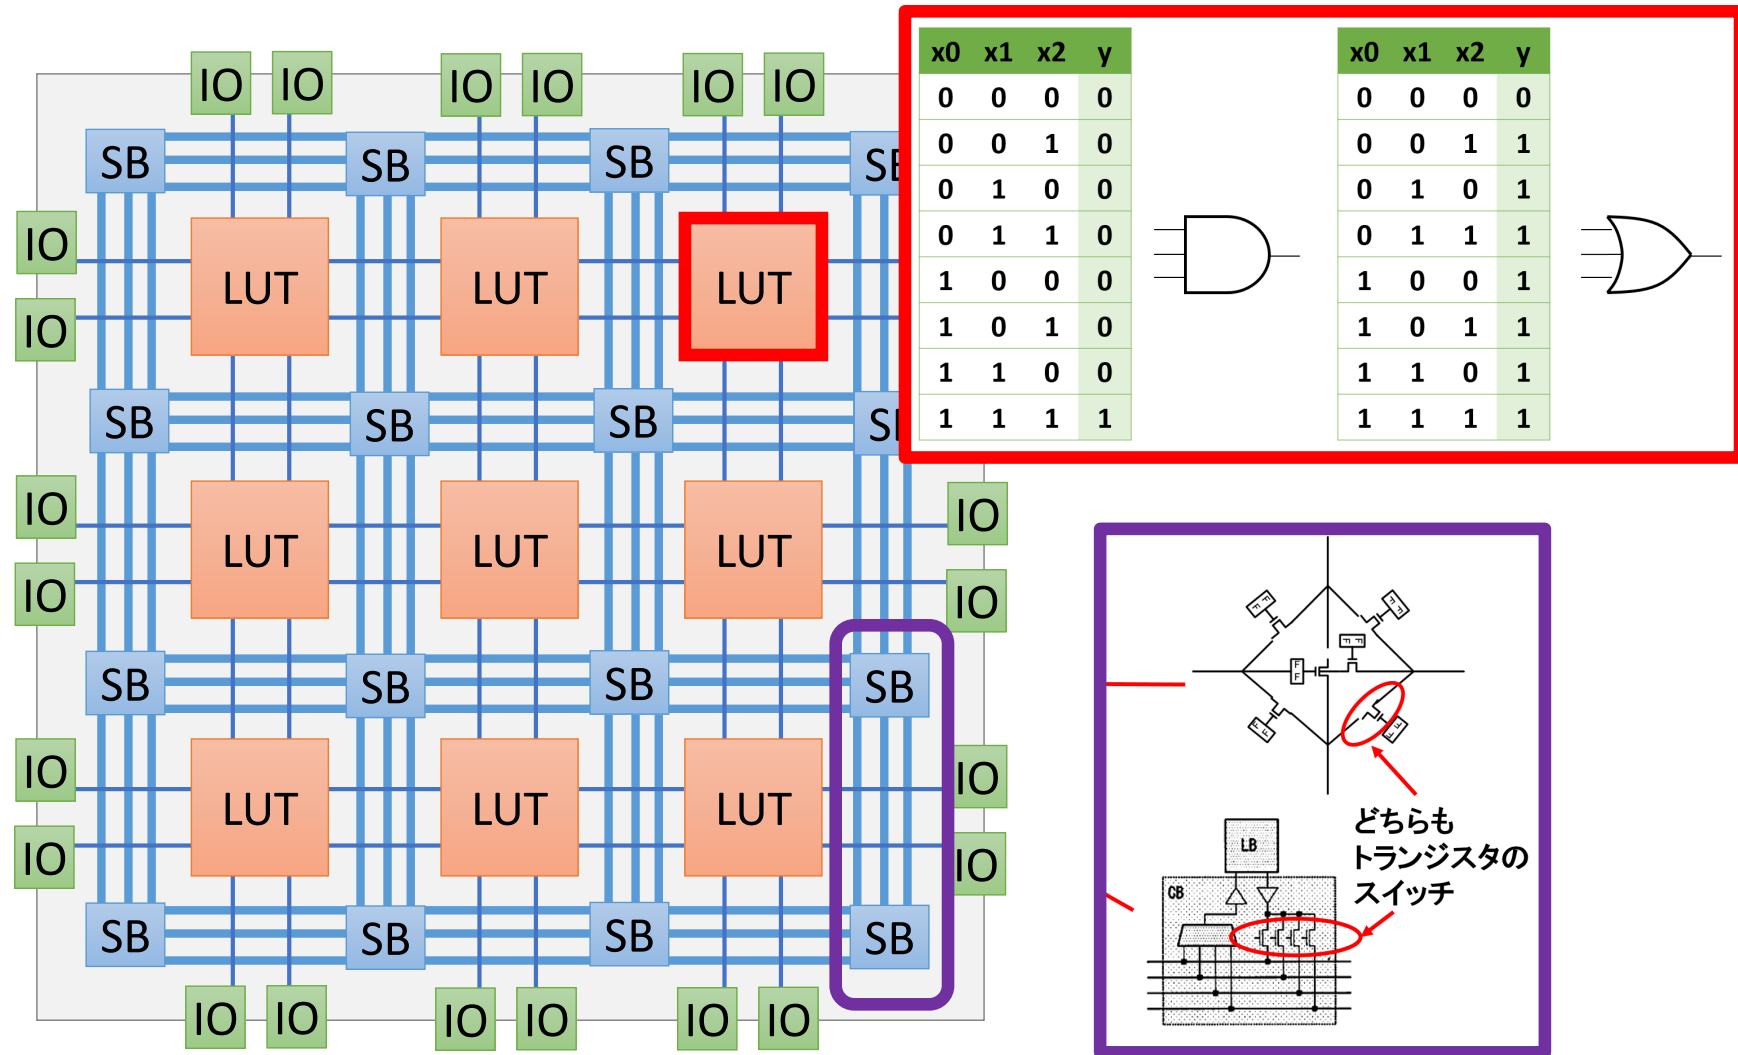 IO IO IO IO IO IO
SB SB SB SB
IO
LUT LUT LUT
IO
SB SB SB SB
IO IO
LUT LUT LUT
IO IO
SB SB SB SB
IO IO
LUT LUT LUT
IO IO
SB SB SB SB
IO IO IO IO IO IO
x0 x1 x2 y
0 0 0 0
0 0 1 0
0 1 0 0
0 1 1 0
1 0 0 0
1 0 1 0
1 1 0 0
1 1 1 1
x0 x1 x2 y
0 0 0 0
0 0 1 1
0 1 0 1
0 1 1 1
1 0 0 1
1 0 1 1
1 1 0 1
1 1 1 1
FF FF
FF
FF
FF FF
どちらも
トランジスタの
スイッチ
LB
CB